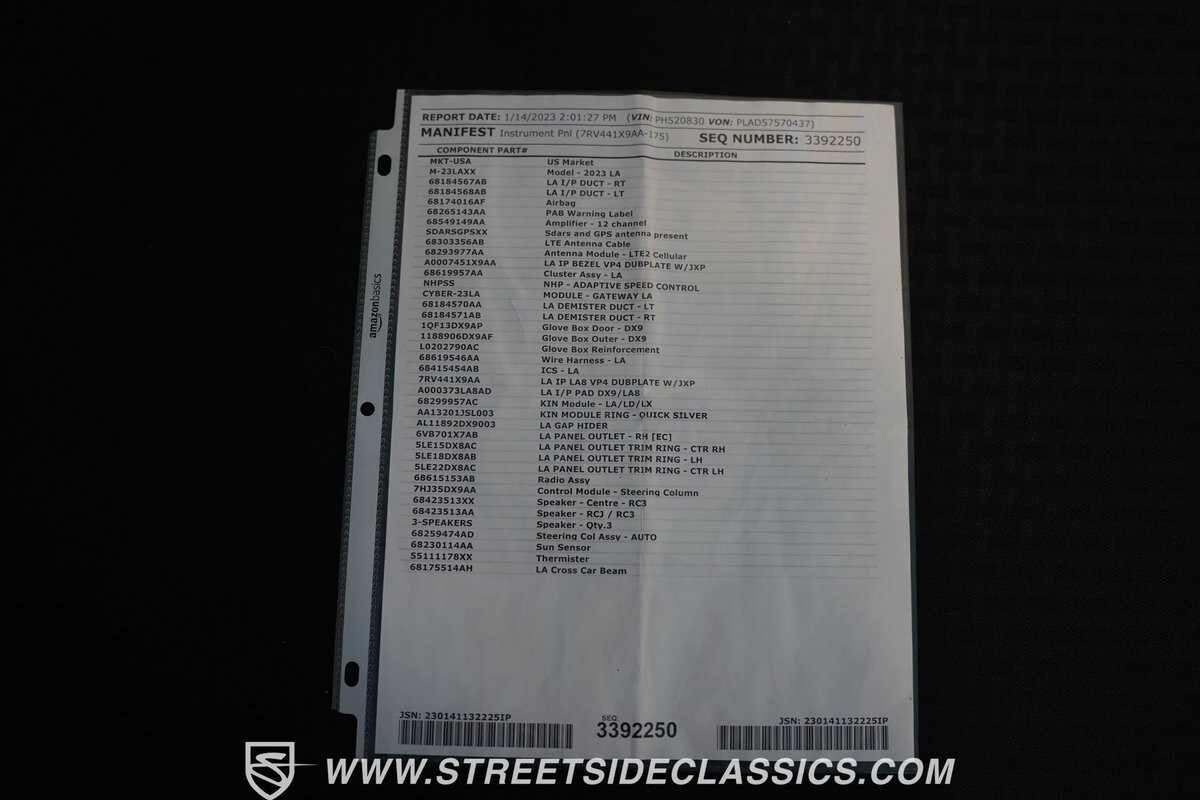 REPORT DATE: 1/14/2023 2:01:27 PM (VIN: PH520830 VON: PLAD57570437)
MANIFEST Instrument Pnl (7RV441X9AA-175) SEQ NUMBER: 3392250
COMPONENT PART# DESCRIPTION
MKT-USA US Market
M-23LAXX Model - 2023 LA
68184567AB LA I/P DUCT - RT
68184568AB LA I/P DUCT - LT
68174016AF Airbag
68265143AA PAB Warning Label
68549149AA Amplifier - 12 channel
SDARSGPSXX Sdars and GPS antenna present
68303356AB LTE Antenna Cable
68293977AA Antenna Module - LTE2 Cellular
A0007451X9AA LA IP BEZEL VP4 DUBPLATE W/JXP
68619957AA Cluster Assy - LA
NHPSS NHP - ADAPTIVE SPEED CONTROL
CYBER-23LA MODULE - GATEWAY LA
68184570AA LA DEMISTER DUCT - LT
68184571AB LA DEMISTER DUCT - RT
1QF13DX9AP Glove Box Door - DX9
1188906DX9AF Glove Box Outer - DX9
L0202790AC Glove Box Reinforcement
68619546AA Wire Harness - LA
68415454AB ICS - LA
7RV441X9AA LA IP LA8 VP4 DUBPLATE W/JXP
A000373LA8AD LA I/P PAD DX9/LA8
68299957AC KIN Module - LA/LD/LX
AA13201JSL003 KIN MODULE RING - QUICK SILVER
AL11892DX9003 LA GAP HIDER
6VB701X7AB LA PANEL OUTLET - RH [EC]
5LE15DX8AC LA PANEL OUTLET TRIM RING - CTR RH
5LE18DX8AB LA PANEL OUTLET TRIM RING - LH
5LE22DX8AC LA PANEL OUTLET TRIM RING - CTR LH
68615153AB Radio Assy
7HJ35DX9AA Control Module - Steering Column
68423513XX Speaker - Centre - RC3
68423513AA Speaker - RCJ / RC3
3-SPEAKERS Speaker - Qty.3
68259474AD Steering Col Assy - AUTO
68230114AA Sun Sensor
55111178XX Thermister
68175514AH LA Cross Car Beam
amazonbasics
JSN: 230141132225IP SEQ: JSN: 230141132225IP
3392250
WWW.STREETSIDECLASSICS.COM